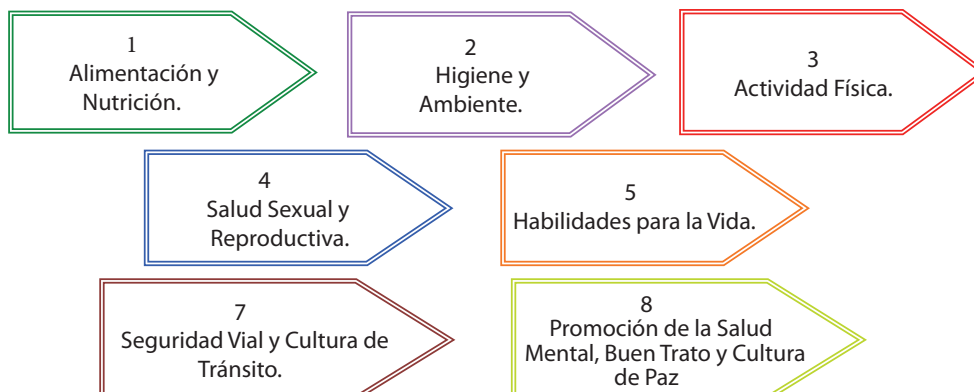 1
Alimentación y
Nutrición.
2
Higiene y
Ambiente.
3
Actividad Física.
4
Salud Sexual y
Reproductiva.
5
Habilidades para la Vida.
7
Seguridad Vial y Cultura de
Tránsito.
8
Promoción de la Salud
Mental, Buen Trato y Cultura
de Paz